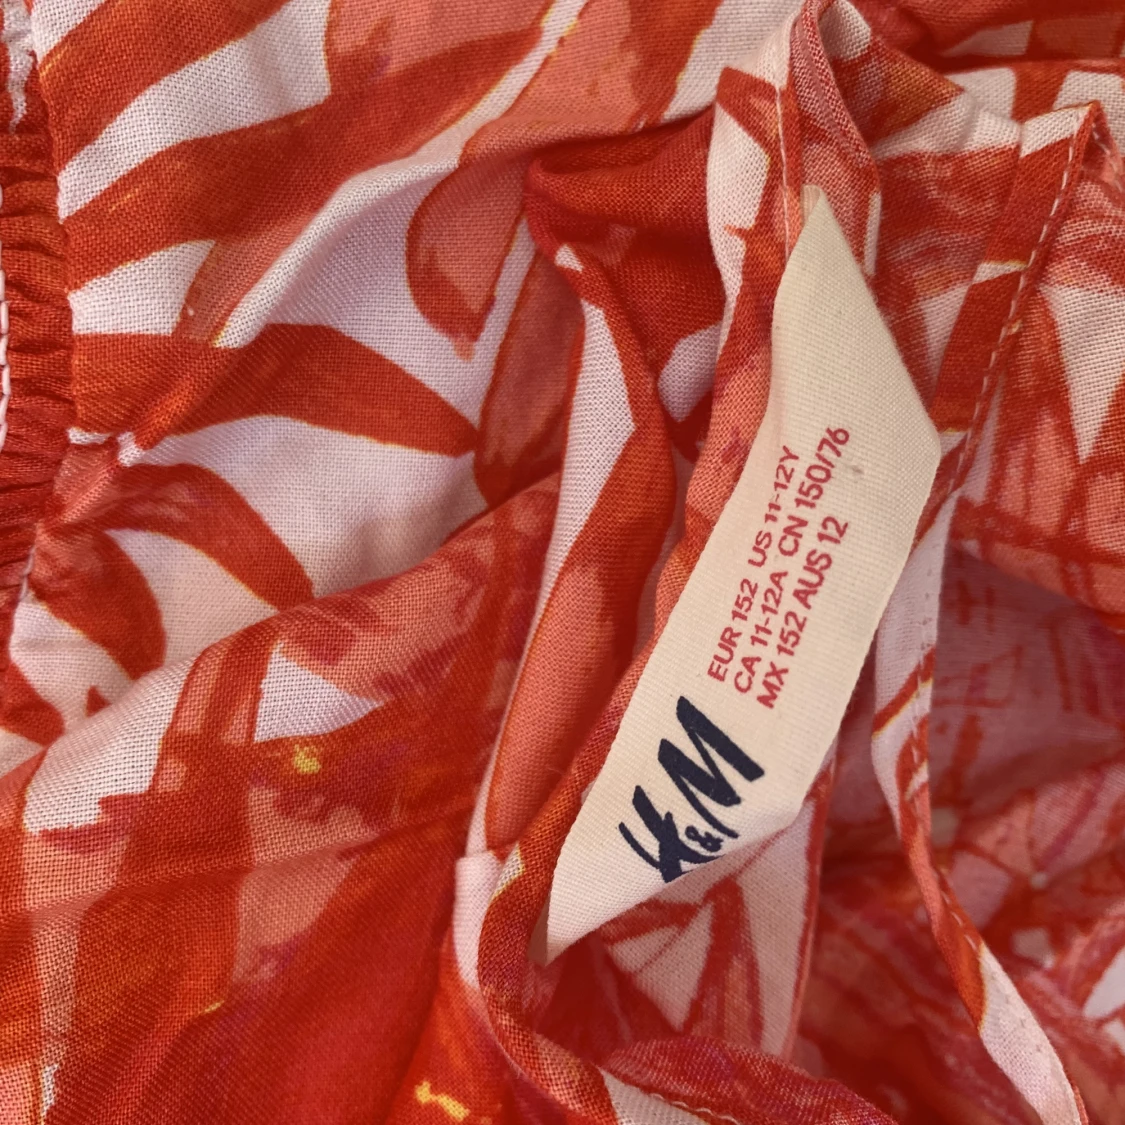 H&M
EUR 152 US 11-12Y
CA 11-12A CN 150/76
MX 152 AUS 12